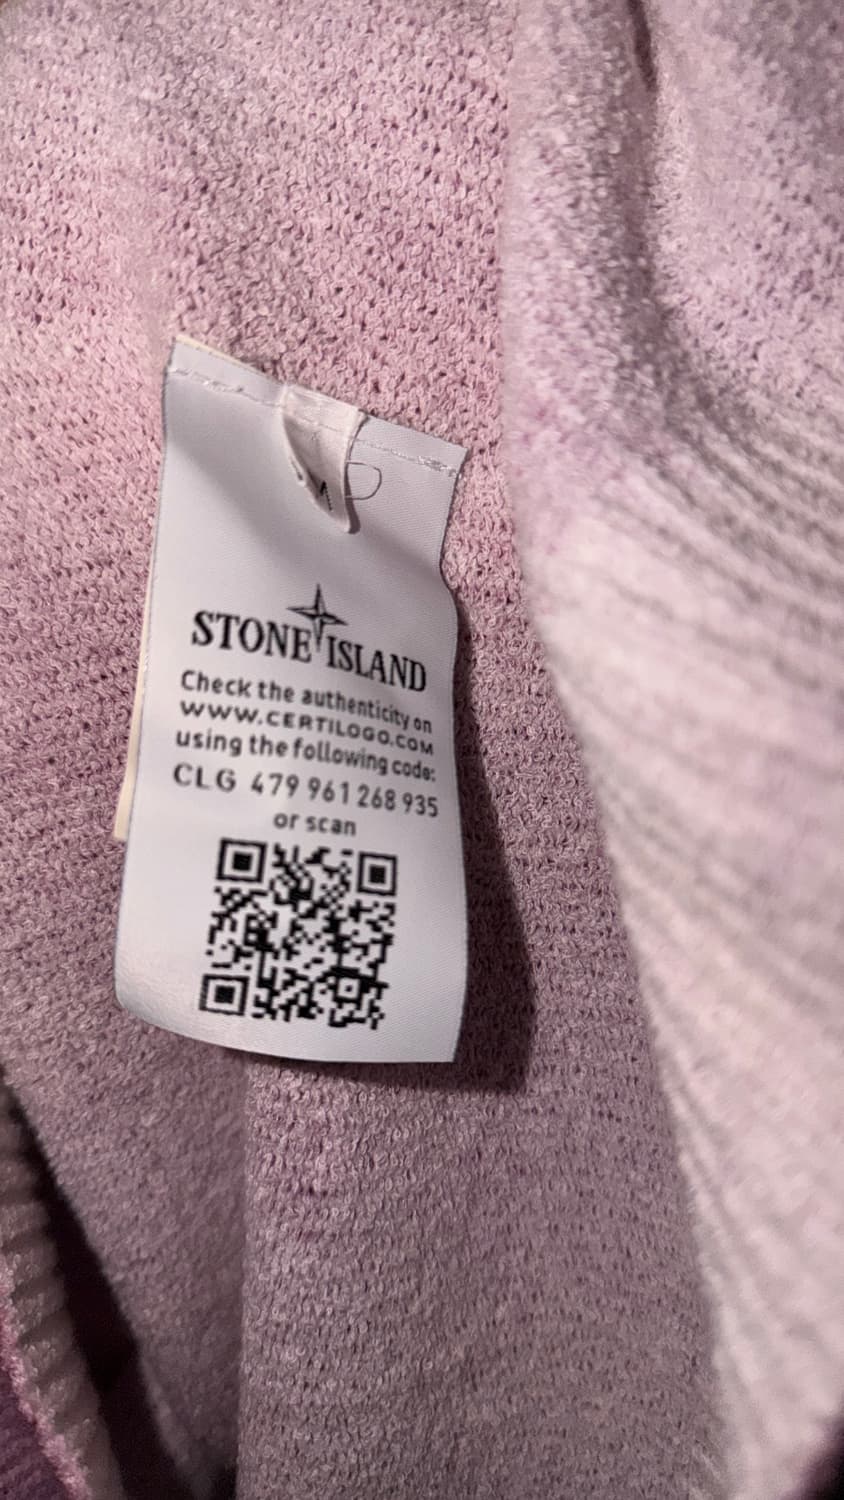 M
STONE ISLAND
Check the authenticity on
WWW.CERTILOGO.COM
using the following code:
CLG 479 961 268 935
or scan